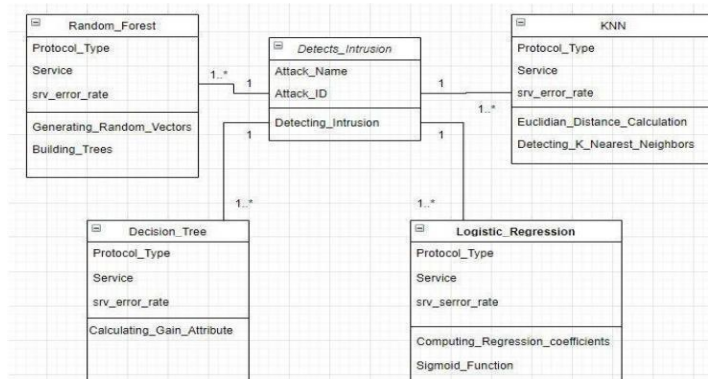 Random_Forest
Protocol_Type
Service
srv_error_rate
Generating_Random_Vectors
Building_Trees
1..*
1
Detects_Intrusion
Attack_Name
Attack_ID
Detecting_Intrusion
1
1..*
KNN
Protocol_Type
Service
srv_error_rate
Euclidian_Distance_Calculation
Detecting_K_Nearest_Neighbors
1
1
1..*
1..*
Decision_Tree
Protocol_Type
Service
srv_error_rate
Calculating_Gain_Attribute
Logistic_Regression
Protocol_Type
Service
srv_serror_rate
Computing_Regression_coefficients
Sigmoid_Function